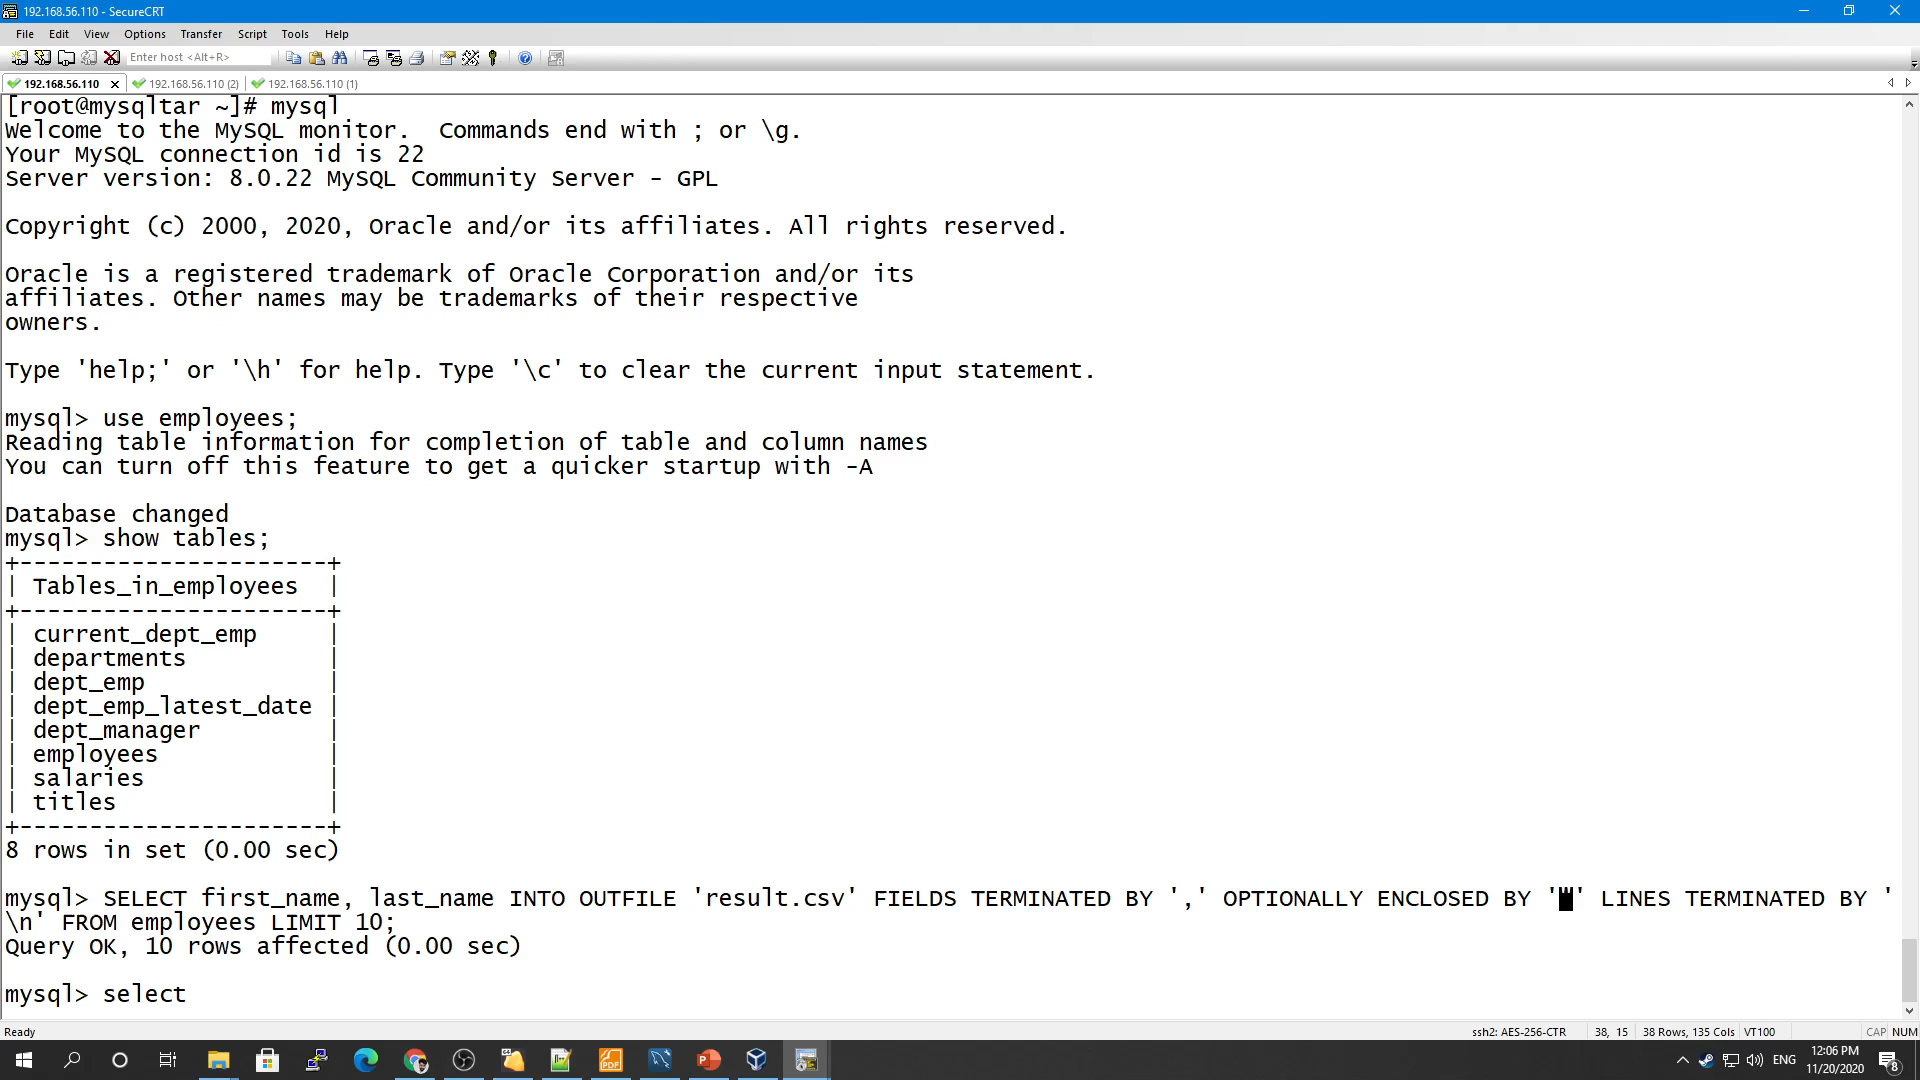 192.168.56.110 - SecureCRT
File Edit View Options Transfer Script Tools Help
Enter host <Alt+R>
192.168.56.110 192.168.56.110 (2) 192.168.56.110 (1)
[root@mysqltar ~]# mysql
Welcome to the MySQL monitor.  Commands end with ; or \g.
Your MySQL connection id is 22
Server version: 8.0.22 MySQL Community Server - GPL
Copyright (c) 2000, 2020, Oracle and/or its affiliates. All rights reserved.
Oracle is a registered trademark of Oracle Corporation and/or its
affiliates. Other names may be trademarks of their respective
owners.
Type 'help;' or '\h' for help. Type '\c' to clear the current input statement.
mysql> use employees;
Reading table information for completion of table and column names
You can turn off this feature to get a quicker startup with -A
Database changed
mysql> show tables;
+----------------------+
| Tables_in_employees  |
+----------------------+
| current_dept_emp     |
| departments          |
| dept_emp             |
| dept_emp_latest_date |
| dept_manager         |
| employees            |
| salaries             |
| titles               |
+----------------------+
8 rows in set (0.00 sec)
mysql> SELECT first_name, last_name INTO OUTFILE 'result.csv' FIELDS TERMINATED BY ',' OPTIONALLY ENCLOSED BY '"' LINES TERMINATED BY '
\n' FROM employees LIMIT 10;
Query OK, 10 rows affected (0.00 sec)
mysql> select
Ready ssh2: AES-256-CTR 38, 15 38 Rows, 135 Cols VT100 CAP NUM
PDF ENG 12:06 PM
11/20/2020 8